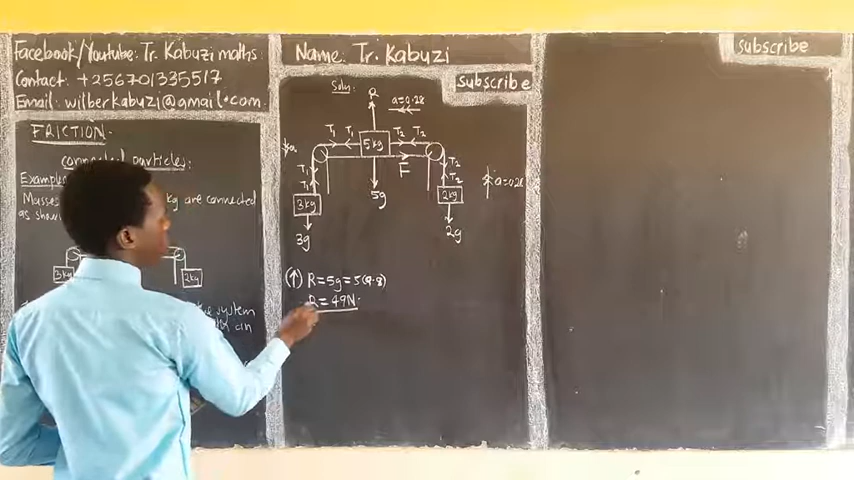 Facebook/Youtube: Tr. Kabuzi maths
Contact: +256701335517
Email: wilberkabuzi@gmail.com
FRICTION
connected particles:
Example
Masses kg are connected
as show
3kg 2kg
the system
an
Name: Tr. Kabuzi
subscribe
Soln:
R
a=0.28
T₁ T₁ 5kg T₂ T₂
F
T₁ T₂
T₁ T₂
3kg 5g 2kg a=0.28
3g 2g
(↑) R=5g=5(9.8)
R=49N
subscribe